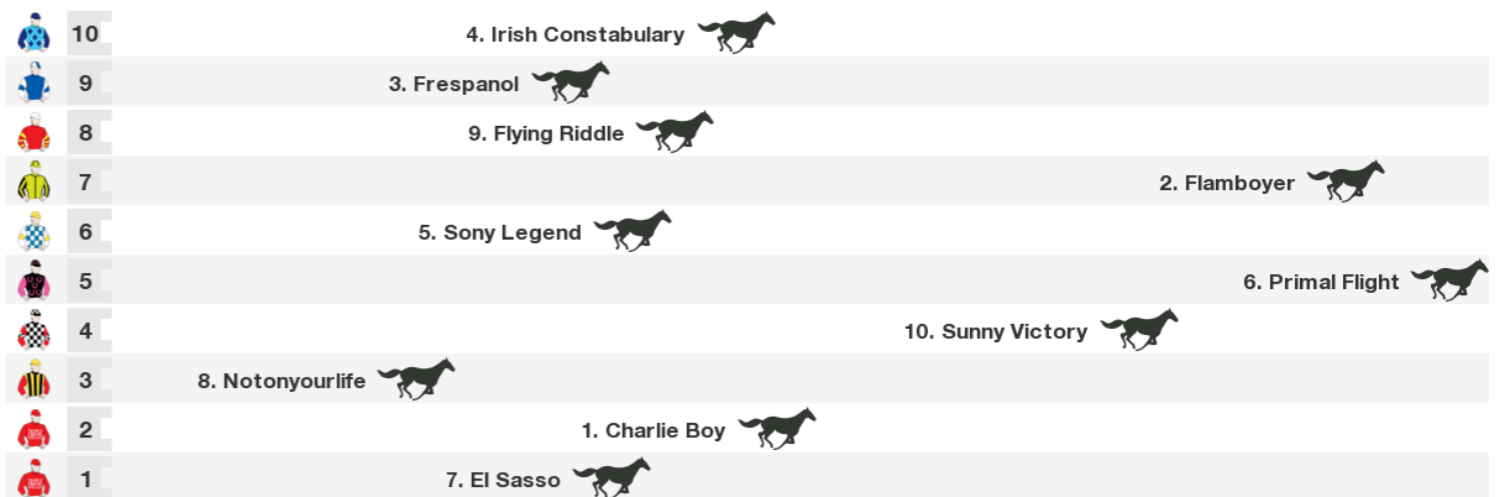 10 4. Irish Constabulary
9 3. Frespanol
8 9. Flying Riddle
7 2. Flamboyer
6 5. Sony Legend
5 6. Primal Flight
4 10. Sunny Victory
3 8. Notonyourlife
2 1. Charlie Boy
1 7. El Sasso